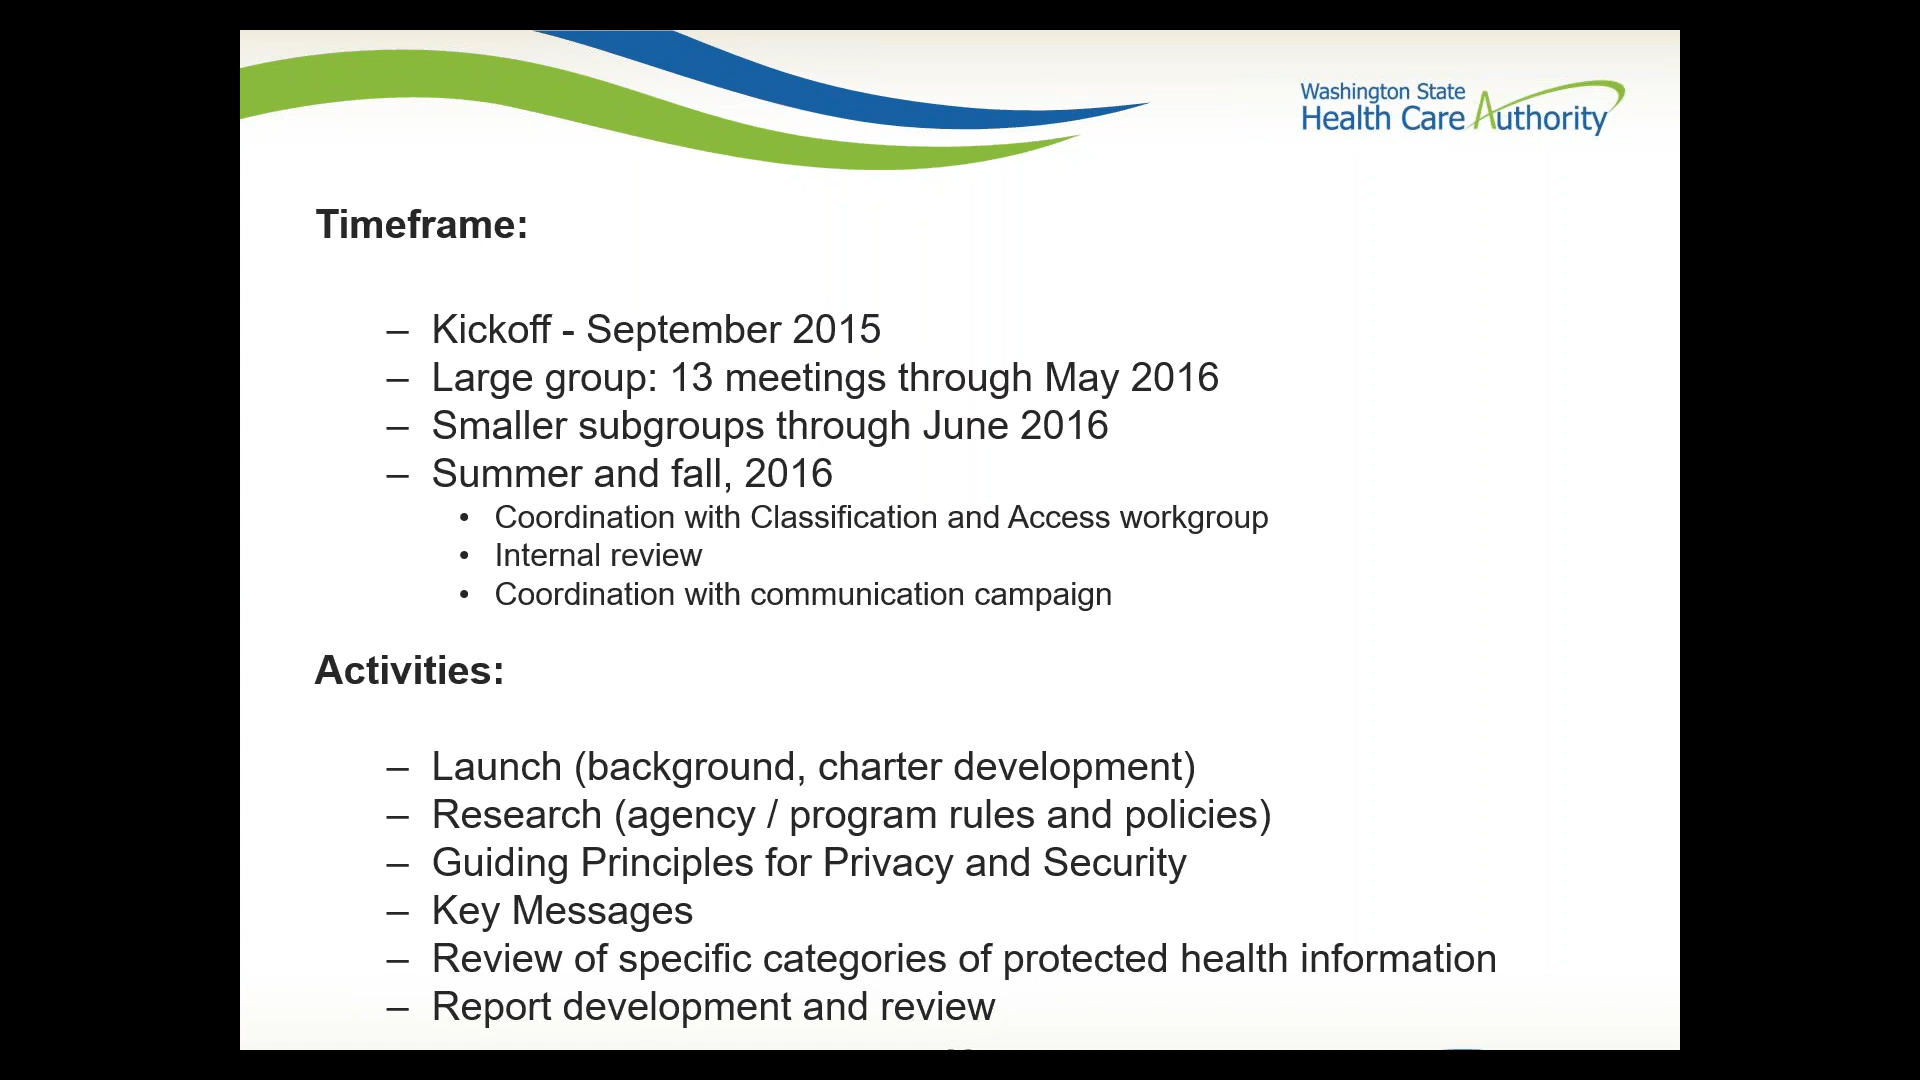 Washington State
Health Care Authority
Timeframe:
– Kickoff - September 2015
– Large group: 13 meetings through May 2016
– Smaller subgroups through June 2016
– Summer and fall, 2016
• Coordination with Classification and Access workgroup
• Internal review
• Coordination with communication campaign
Activities:
– Launch (background, charter development)
– Research (agency / program rules and policies)
– Guiding Principles for Privacy and Security
– Key Messages
– Review of specific categories of protected health information
– Report development and review